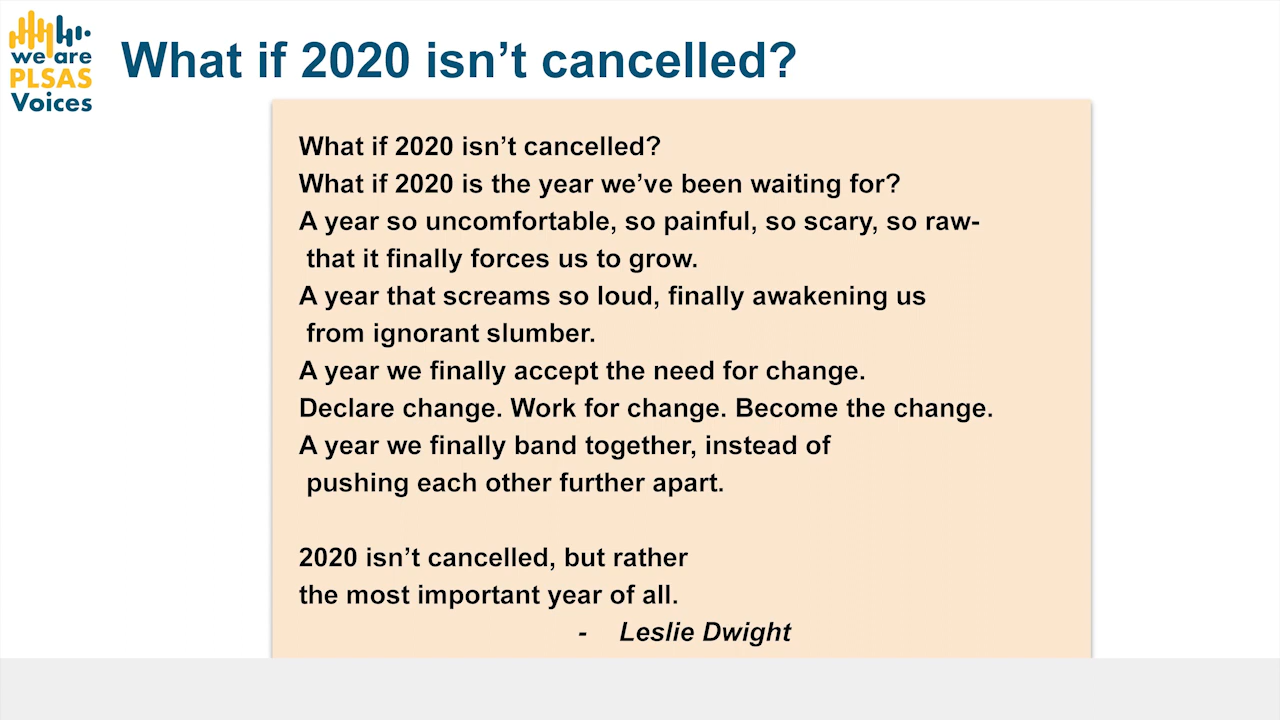 we are
PLSAS
Voices
What if 2020 isn’t cancelled?
What if 2020 isn’t cancelled?
What if 2020 is the year we’ve been waiting for?
A year so uncomfortable, so painful, so scary, so raw-
that it finally forces us to grow.
A year that screams so loud, finally awakening us
from ignorant slumber.
A year we finally accept the need for change.
Declare change. Work for change. Become the change.
A year we finally band together, instead of
pushing each other further apart.
2020 isn’t cancelled, but rather
the most important year of all.
- Leslie Dwight